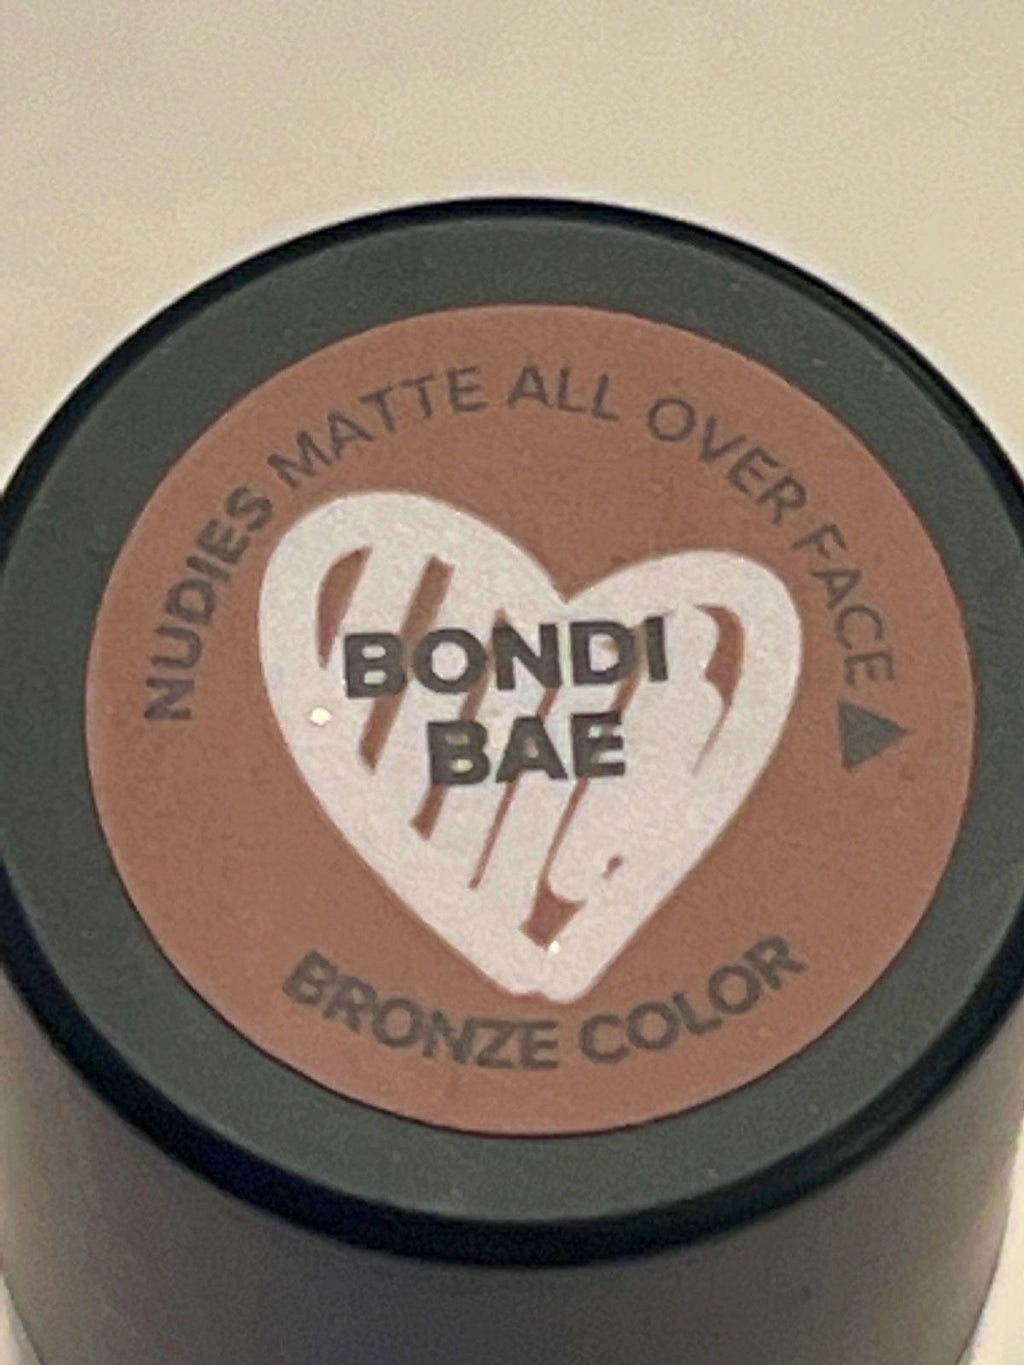 NUDIES MATTE ALL OVER FACE
BONDI
BAE
BRONZE COLOR